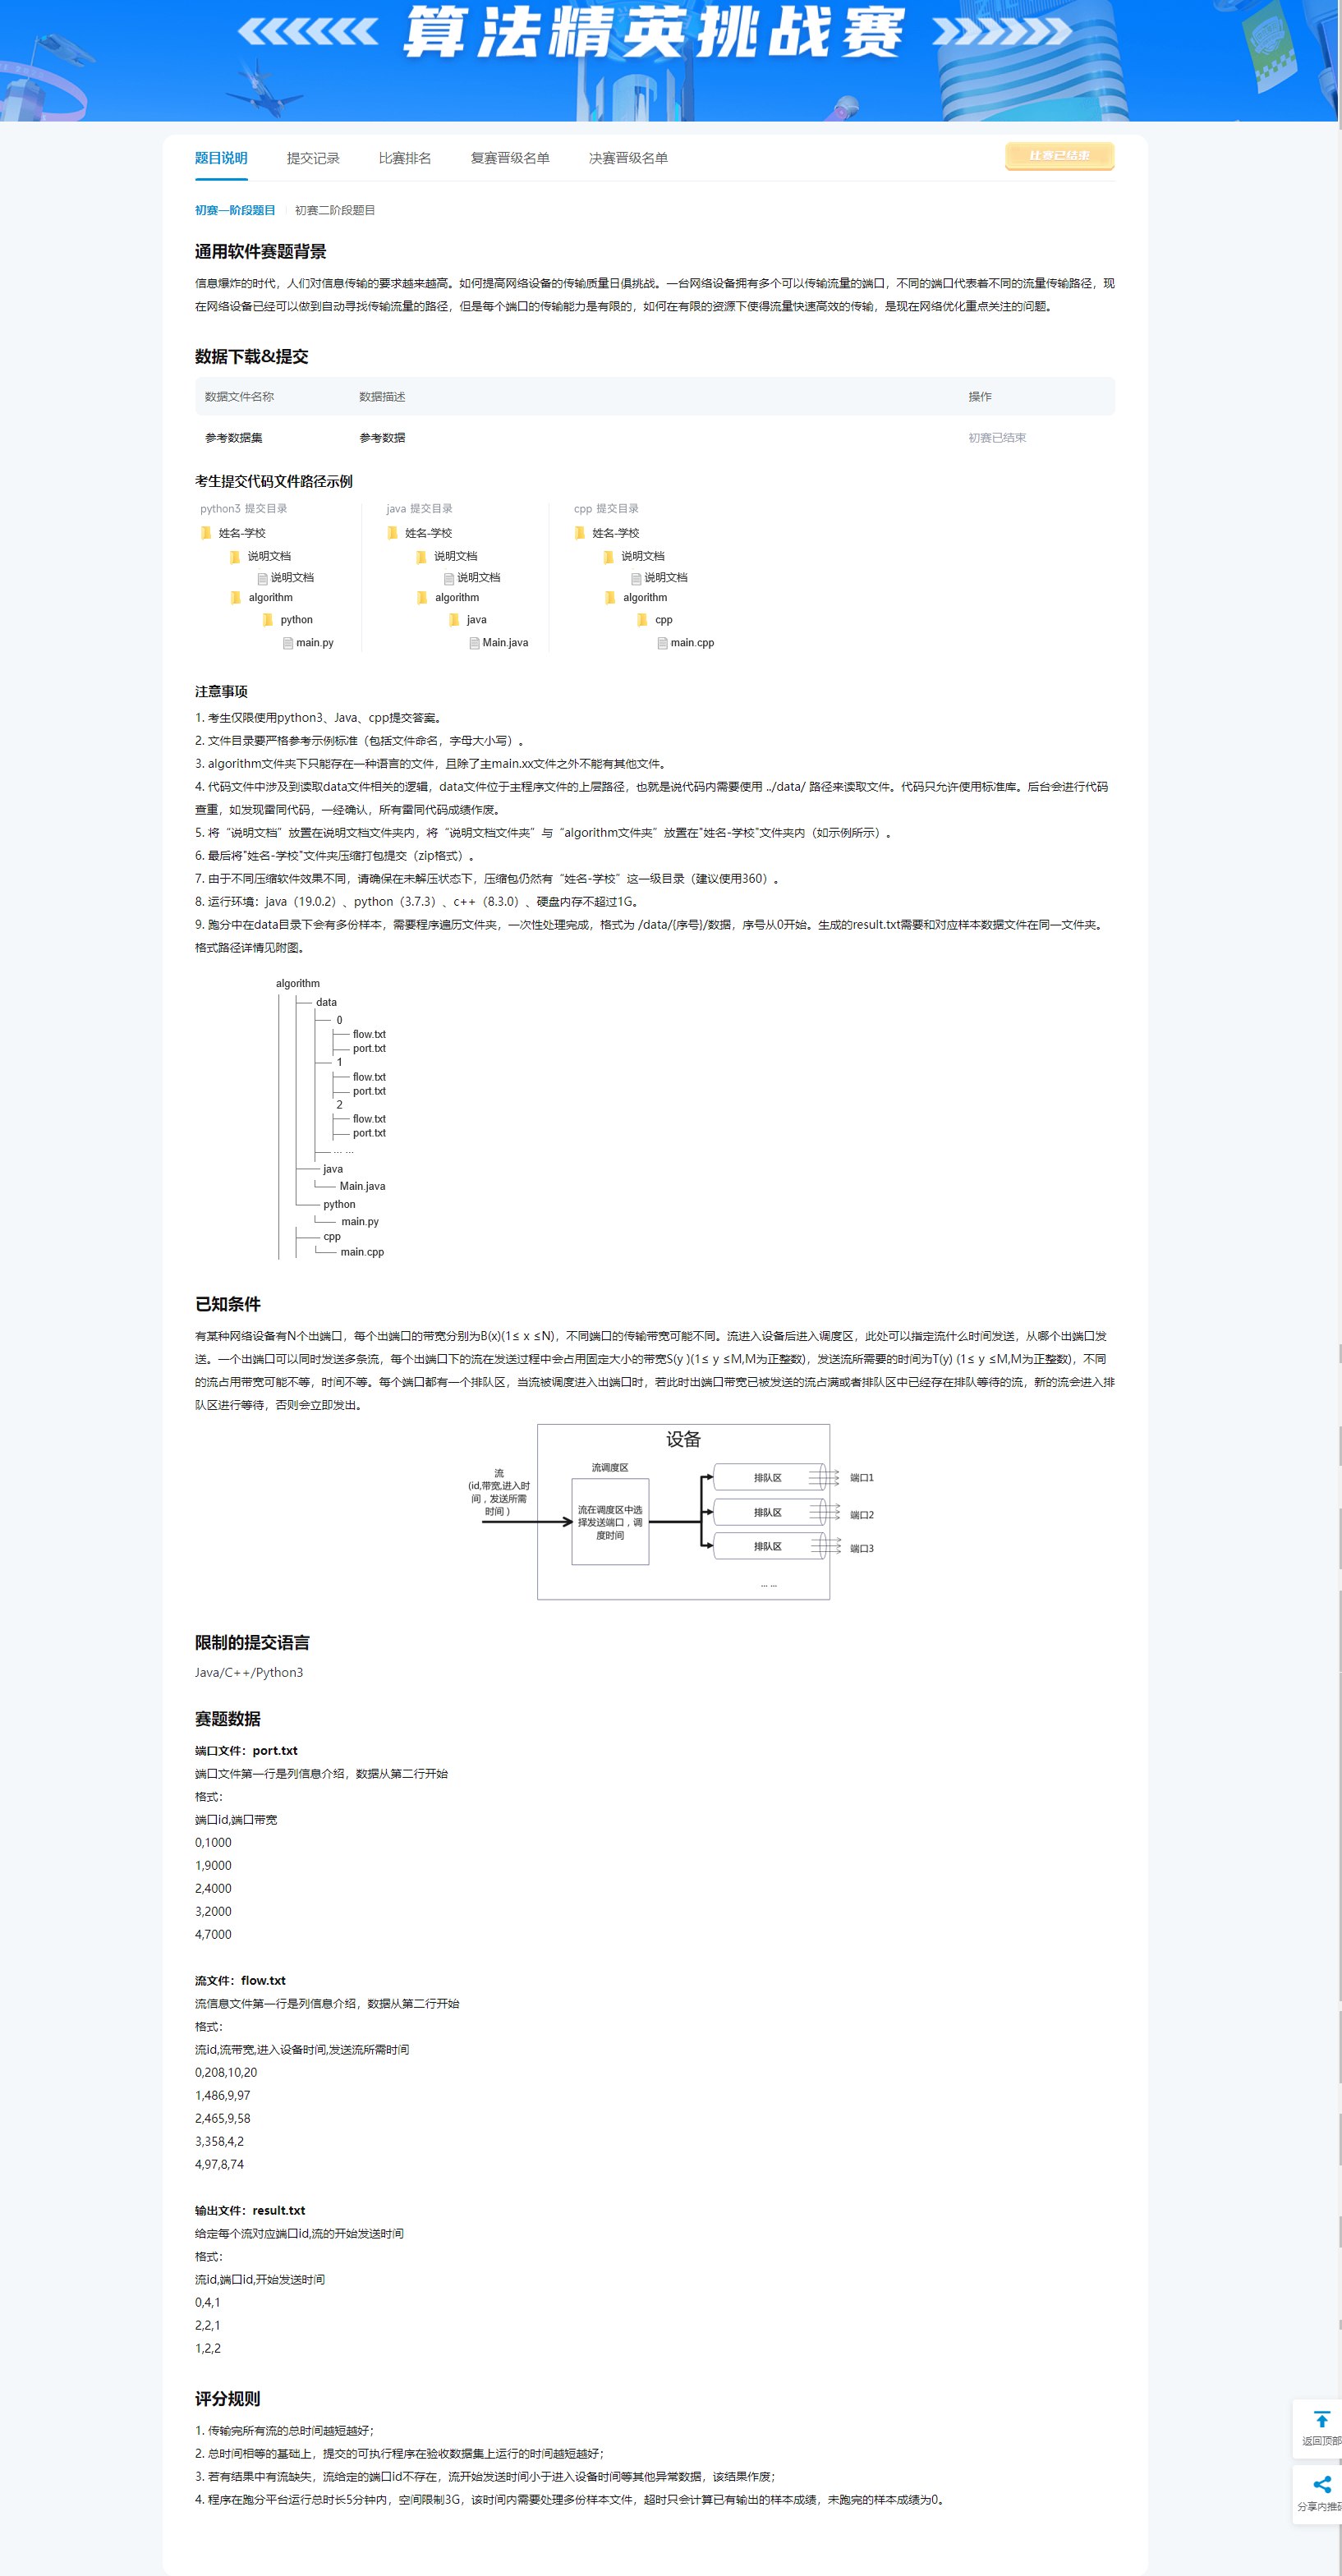 算法精英挑战赛
题目说明 提交记录 比赛排名 复赛晋级名单 决赛晋级名单 比赛已结束
初赛一阶段题目 初赛二阶段题目
通用软件赛题背景
信息爆炸的时代，人们对信息传输的要求越来越高。如何提高网络设备的传输质量日俱挑战。一台网络设备拥有多个可以传输流量的端口，不同的端口代表着不同的流量传输路径，现
在网络设备已经可以做到自动寻找传输流量的路径，但是每个端口的传输能力是有限的，如何在有限的资源下使得流量快速高效的传输，是现在网络优化重点关注的问题。
数据下载&提交
数据文件名称 数据描述 操作
参考数据集 参考数据 初赛已结束
考生提交代码文件路径示例
python3 提交目录 java 提交目录 cpp 提交目录
姓名-学校 姓名-学校 姓名-学校
说明文档 说明文档 说明文档
说明文档 说明文档 说明文档
algorithm algorithm algorithm
python java cpp
main.py Main.java main.cpp
注意事项
1. 考生仅限使用python3、Java、cpp提交答案。
2. 文件目录要严格参考示例标准（包括文件命名，字母大小写）。
3. algorithm文件夹下只能存在一种语言的文件，且除了主main.xx文件之外不能有其他文件。
4. 代码文件中涉及到读取data文件相关的逻辑，data文件位于主程序文件的上层路径，也就是说代码内需要使用 ../data/ 路径来读取文件。代码只允许使用标准库。后台会进行代码
查重，如发现雷同代码，一经确认，所有雷同代码成绩作废。
5. 将“说明文档”放置在说明文档文件夹内，将“说明文档文件夹”与“algorithm文件夹”放置在"姓名-学校"文件夹内（如示例所示）。
6. 最后将"姓名-学校"文件夹压缩打包提交（zip格式）。
7. 由于不同压缩软件效果不同，请确保在未解压状态下，压缩包仍然有“姓名-学校”这一级目录（建议使用360）。
8. 运行环境：java（19.0.2）、python（3.7.3）、c++（8.3.0）、硬盘内存不超过1G。
9. 跑分中在data目录下会有多份样本，需要程序遍历文件夹，一次性处理完成，格式为 /data/{序号}/数据，序号从0开始。生成的result.txt需要和对应样本数据文件在同一文件夹。
格式路径详情见附图。
algorithm
data
0
flow.txt
port.txt
1
flow.txt
port.txt
2
flow.txt
port.txt
... ...
java
Main.java
python
main.py
cpp
main.cpp
已知条件
有某种网络设备有N个出端口，每个出端口的带宽分别为B(x)(1≤ x ≤N)，不同端口的传输带宽可能不同。流进入设备后进入调度区，此处可以指定流什么时间发送，从哪个出端口发
送。一个出端口可以同时发送多条流，每个出端口下的流在发送过程中会占用固定大小的带宽S(y )(1≤ y ≤M,M为正整数)，发送流所需要的时间为T(y) (1≤ y ≤M,M为正整数)，不同
的流占用带宽可能不等，时间不等。每个端口都有一个排队区，当流被调度进入出端口时，若此时出端口带宽已被发送的流占满或者排队区中已经存在排队等待的流，新的流会进入排
队区进行等待，否则会立即发出。
设备
流
(id,带宽,进入时
间，发送所需
时间）
流调度区
流在调度区中选
择发送端口，调
度时间
排队区 端口1
排队区 端口2
排队区 端口3
... ...
限制的提交语言
Java/C++/Python3
赛题数据
端口文件：port.txt
端口文件第一行是列信息介绍，数据从第二行开始
格式：
端口id,端口带宽
0,1000
1,9000
2,4000
3,2000
4,7000
流文件：flow.txt
流信息文件第一行是列信息介绍，数据从第二行开始
格式：
流id,流带宽,进入设备时间,发送流所需时间
0,208,10,20
1,486,9,97
2,465,9,58
3,358,4,2
4,97,8,74
输出文件：result.txt
给定每个流对应端口id,流的开始发送时间
格式：
流id,端口id,开始发送时间
0,4,1
2,2,1
1,2,2
评分规则
1. 传输完所有流的总时间越短越好；
2. 总时间相等的基础上，提交的可执行程序在验收数据集上运行的时间越短越好；
3. 若有结果中有流缺失，流给定的端口id不存在，流开始发送时间小于进入设备时间等其他异常数据，该结果作废；
4. 程序在跑分平台运行总时长5分钟内，空间限制3G，该时间内需要处理多份样本文件，超时只会计算已有输出的样本成绩，未跑完的样本成绩为0。
返回顶部
分享内推